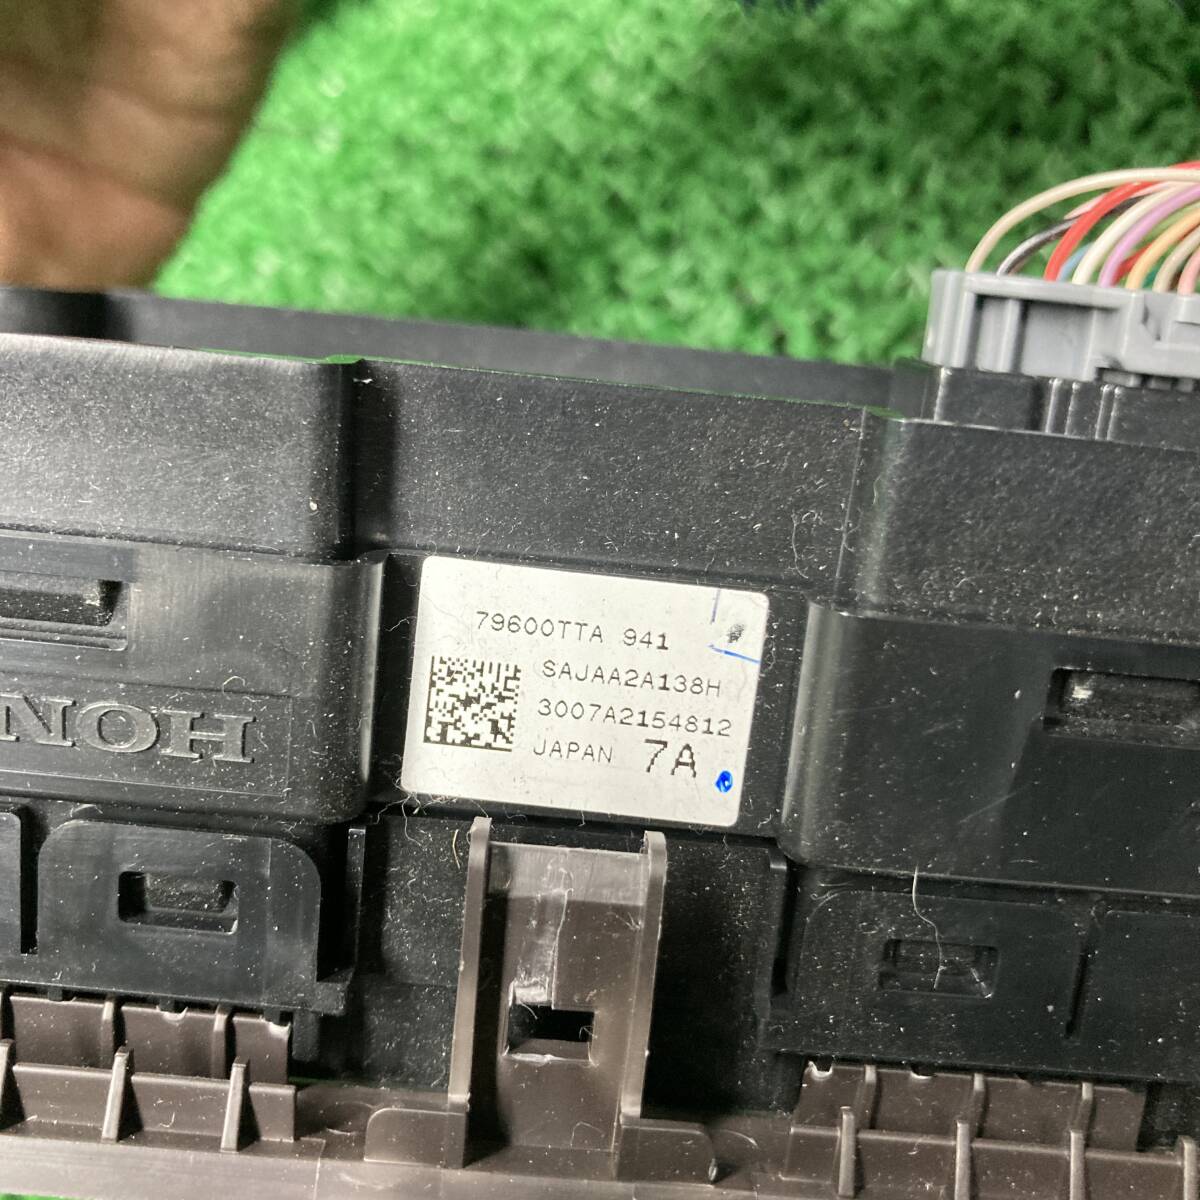 79600TTA 941
SAJAA2A138H
3007A2154812
JAPAN 7A
HON